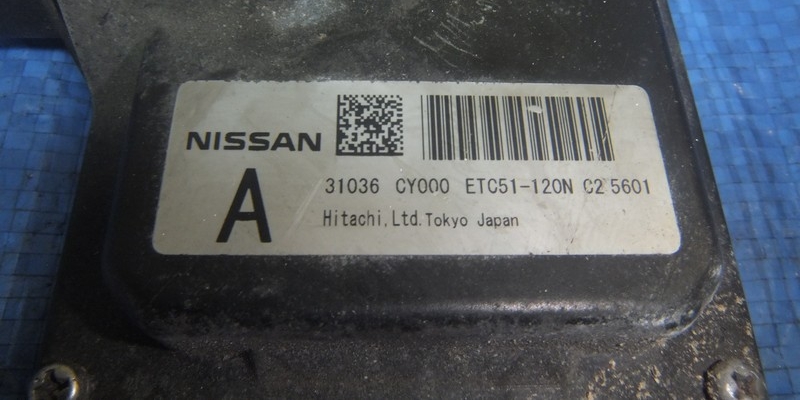 NISSAN
A
31036 CY000 ETC51-120N C2 5601
Hitachi,Ltd.Tokyo Japan